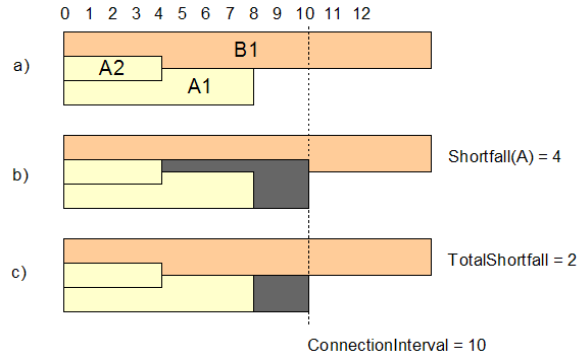 0 1 2 3 4 5 6 7 8 9 10 11 12
a)
B1
A2
A1
b)
Shortfall(A) = 4
c)
TotalShortfall = 2
ConnectionInterval = 10